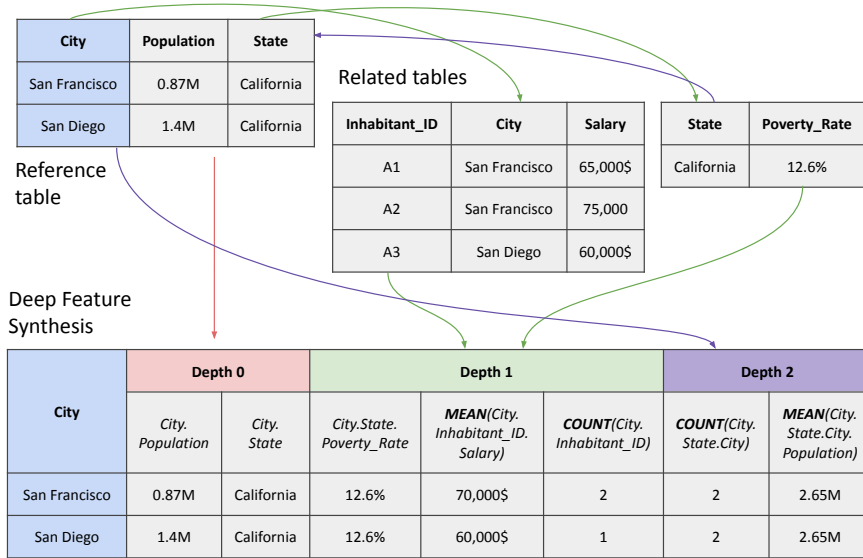 City Population State
San Francisco 0.87M California
San Diego 1.4M California
Reference
table
Related tables
Inhabitant_ID City Salary
A1 San Francisco 65,000$
A2 San Francisco 75,000
A3 San Diego 60,000$
State Poverty_Rate
California 12.6%
Deep Feature
Synthesis
City Depth 0 Depth 1 Depth 2
City.
Population
City.
State
City.State.
Poverty_Rate
MEAN(City.
Inhabitant_ID.
Salary)
COUNT(City.
Inhabitant_ID)
COUNT(City.
State.City)
MEAN(City.
State.City.
Population)
San Francisco 0.87M California 12.6% 70,000$ 2 2 2.65M
San Diego 1.4M California 12.6% 60,000$ 1 2 2.65M